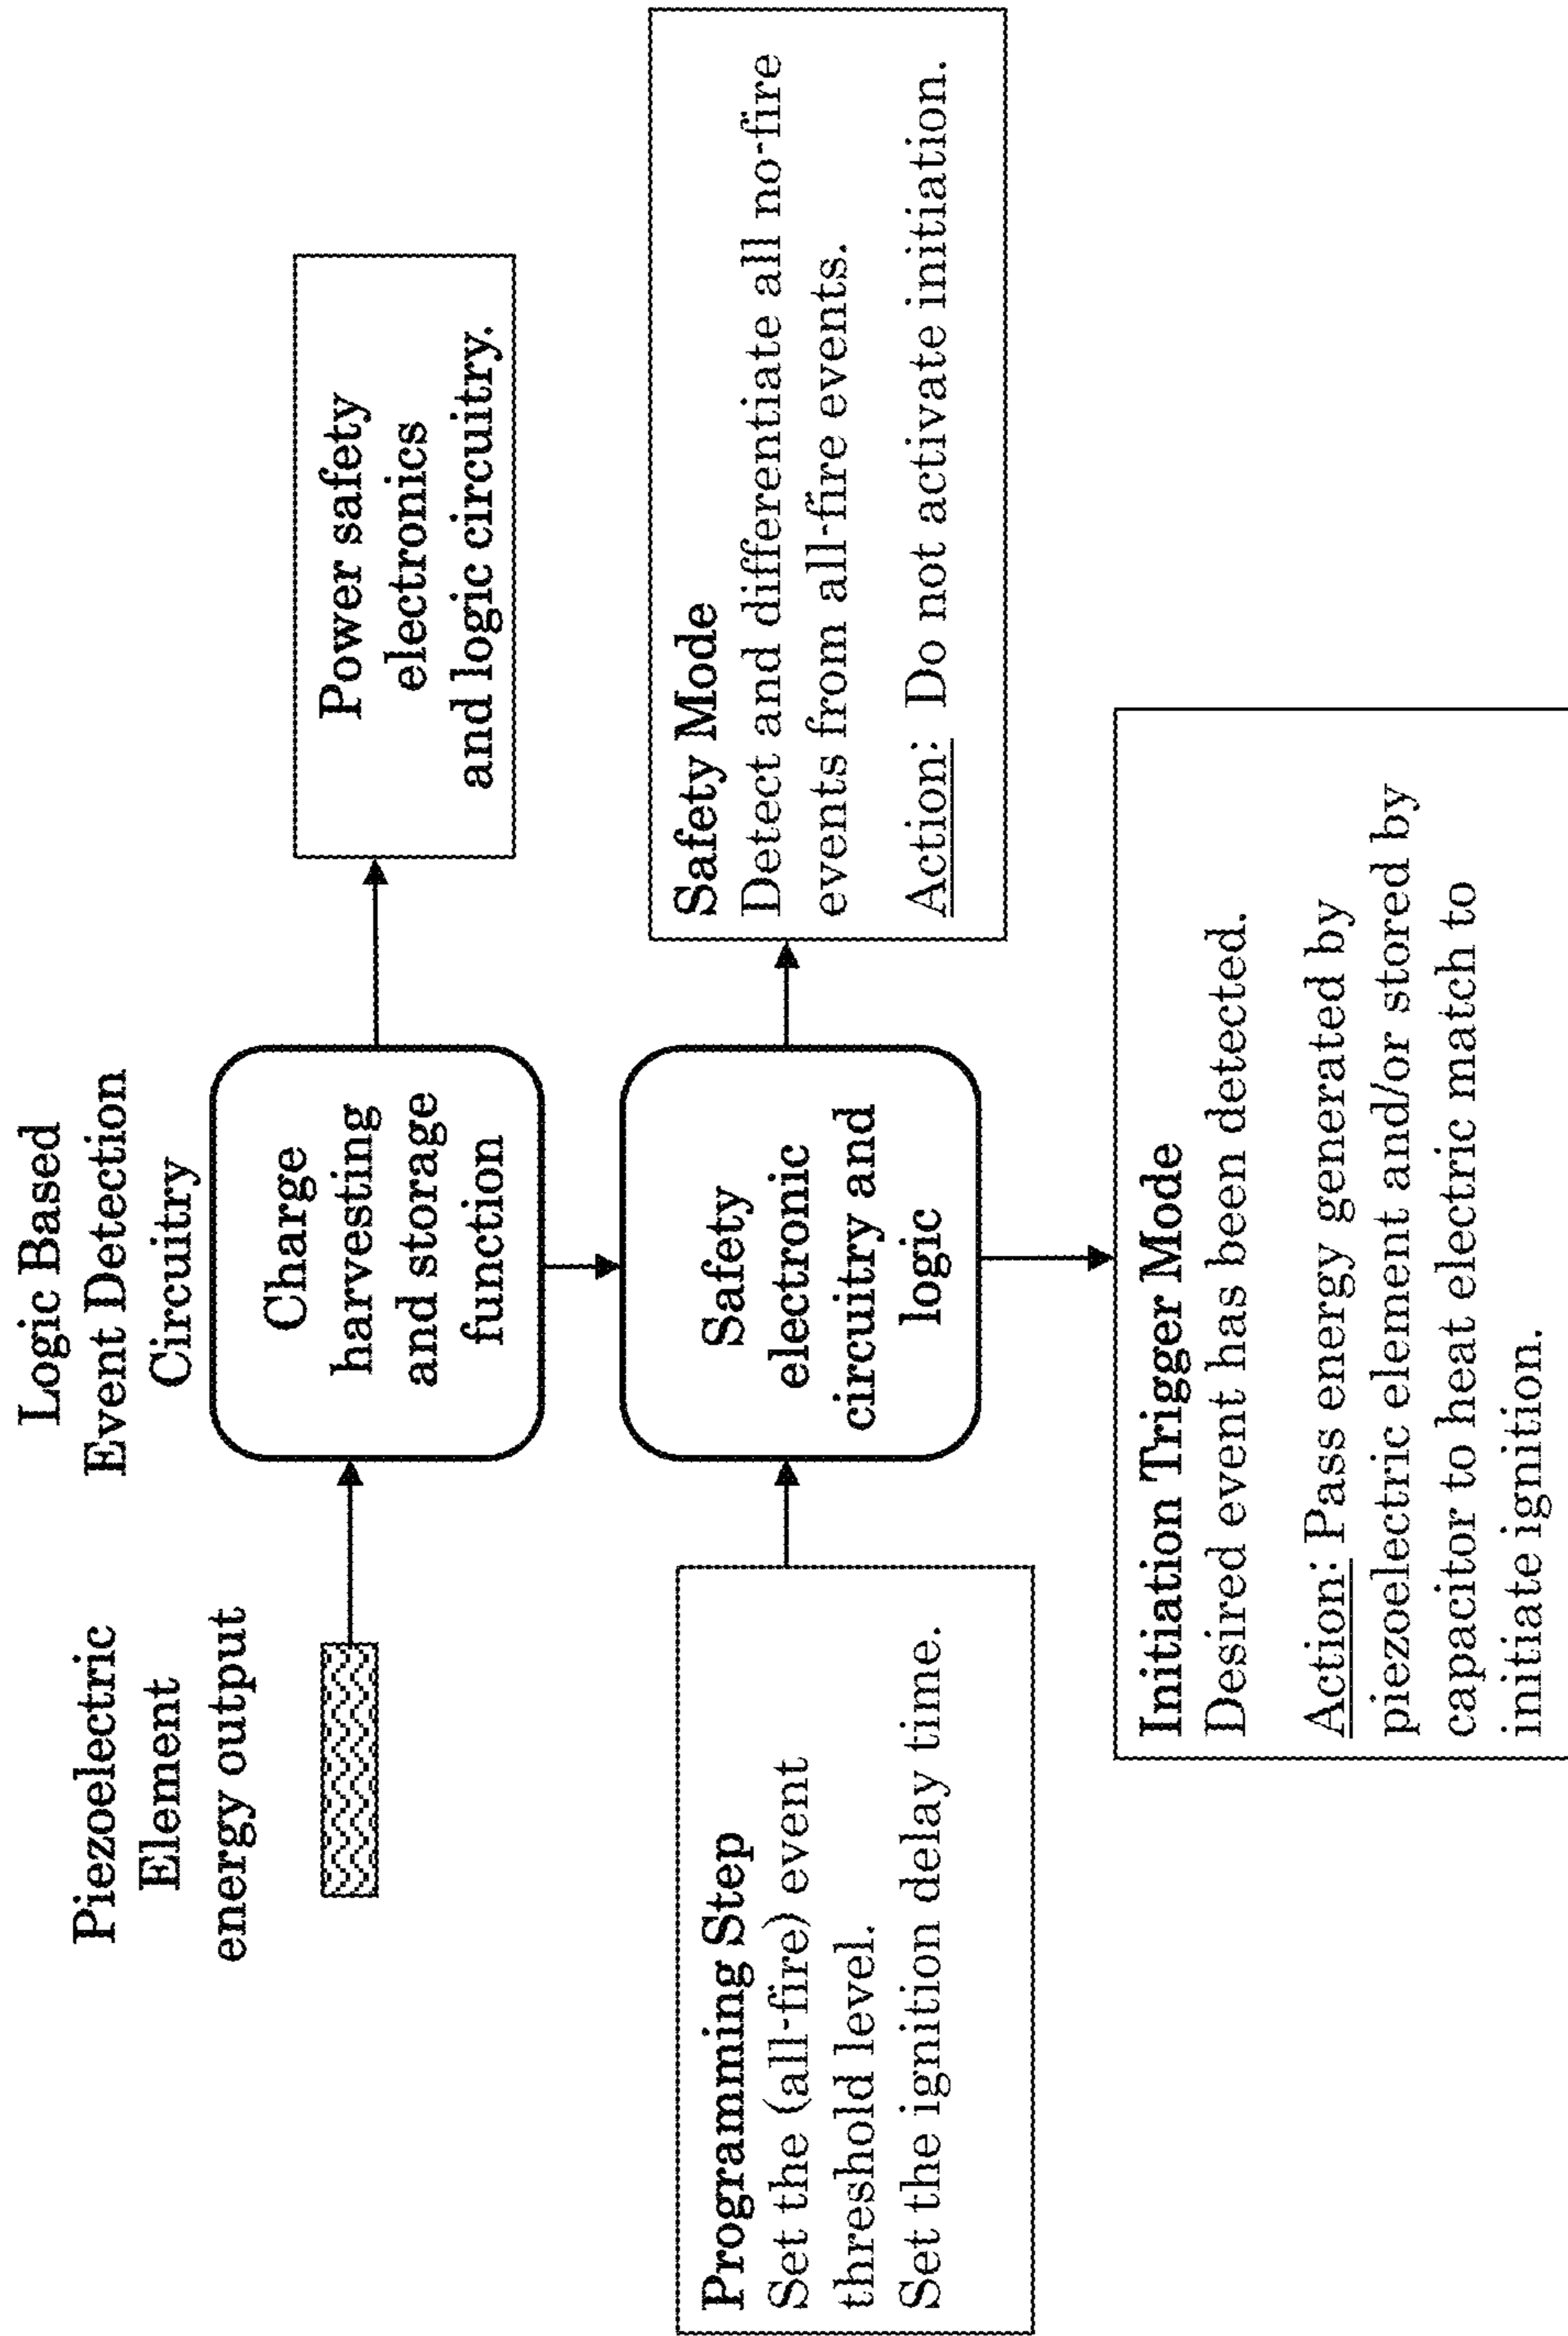 Logic Based
Event Detection
Circuitry
Piezoelectric
Element
energy output
Charge
harvesting
and storage
function
Power safety
electronics
and logic circuitry.
Programming Step
Set the (all-fire) event
threshold level.
Set the ignition delay time.
Safety
electronic
circuitry and
logic
Safety Mode
Detect and differentiate all no-fire
events from all-fire events.
Action: Do not activate initiation.
Initiation Trigger Mode
Desired event has been detected.
Action: Pass energy generated by
piezoelectric element and/or stored by
capacitor to heat electric match to
initiate ignition.